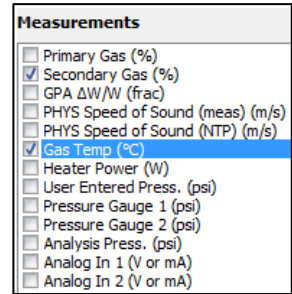 Measurements
Primary Gas (%)
Secondary Gas (%)
GPA ΔW/W (frac)
PHYS Speed of Sound (meas) (m/s)
PHYS Speed of Sound (NTP) (m/s)
Gas Temp (°C)
Heater Power (W)
User Entered Press. (psi)
Pressure Gauge 1 (psi)
Pressure Gauge 2 (psi)
Analysis Press. (psi)
Analog In 1 (V or mA)
Analog In 2 (V or mA)